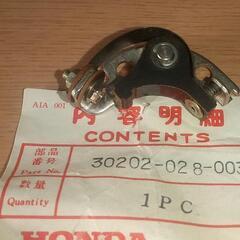 AIA 001
内容明細
CONTENTS
部品
番号
Part No.
30202-028-003
数量
Quantity
1PC
HONDA